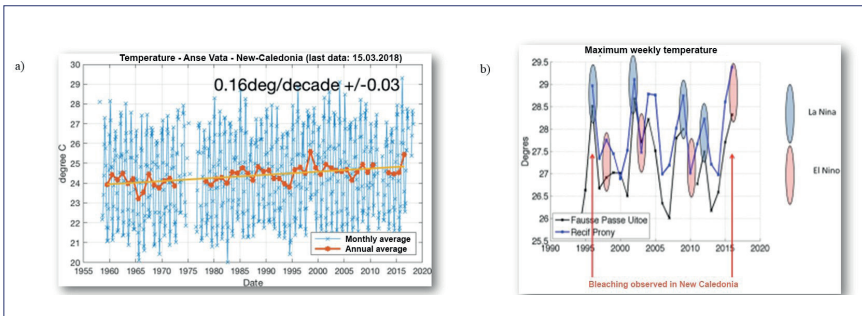 a)
Temperature - Anse Vata - New-Caledonia (last data: 15.03.2018)
0.16deg/decade +/-0.03
degree C
30
29
28
27
26
25
24
23
22
21
20
Monthly average
Annual average
1955 1960 1965 1970 1975 1980 1985 1990 1995 2000 2005 2010 2015 2020
Date
b)
Maximum weekly temperature
Degres
29.5
29
28.5
28
27.5
27
26.5
26
25.5
Fausse Passe Uitoe
Recif Prony
1990 1995 2000 2005 2010 2015 2020
Bleaching observed in New Caledonia
La Nina
El Nino